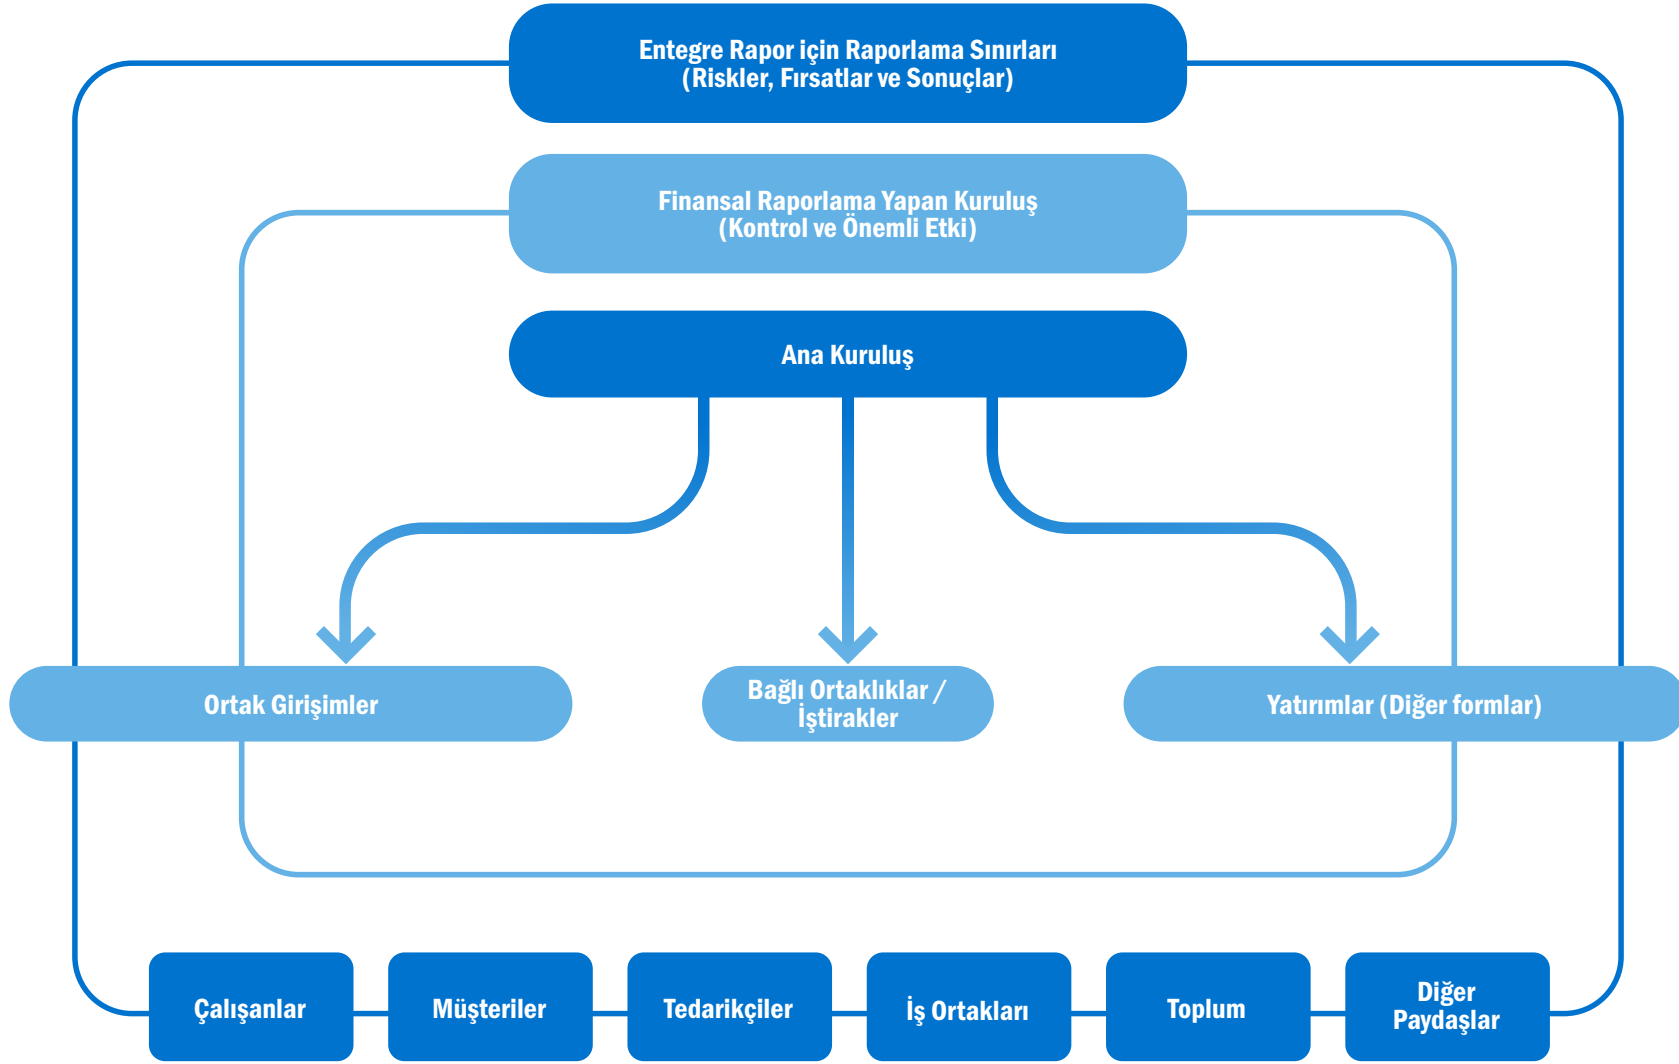 Entegre Rapor için Raporlama Sınırları
(Riskler, Fırsatlar ve Sonuçlar)
Finansal Raporlama Yapan Kuruluş
(Kontrol ve Önemli Etki)
Ana Kuruluş
Ortak Girişimler
Bağlı Ortaklıklar /
İştirakler
Yatırımlar (Diğer formlar)
Çalışanlar
Müşteriler
Tedarikçiler
İş Ortakları
Toplum
Diğer
Paydaşlar